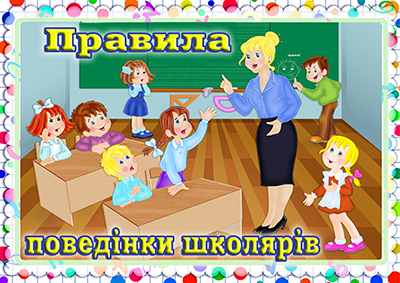 Правила
поведінки школярів